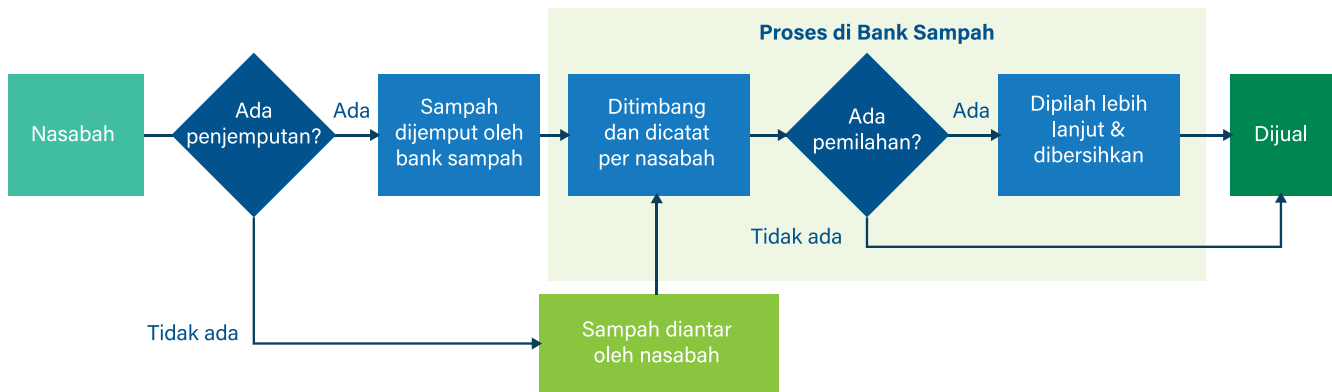 Proses di Bank Sampah
Nasabah
Ada
penjemputan?
Ada
Sampah
dijemput oleh
bank sampah
Ditimbang
dan dicatat
per nasabah
Ada
pemilahan?
Ada
Dipilah lebih
lanjut &
dibersihkan
Dijual
Tidak ada
Tidak ada
Sampah diantar
oleh nasabah